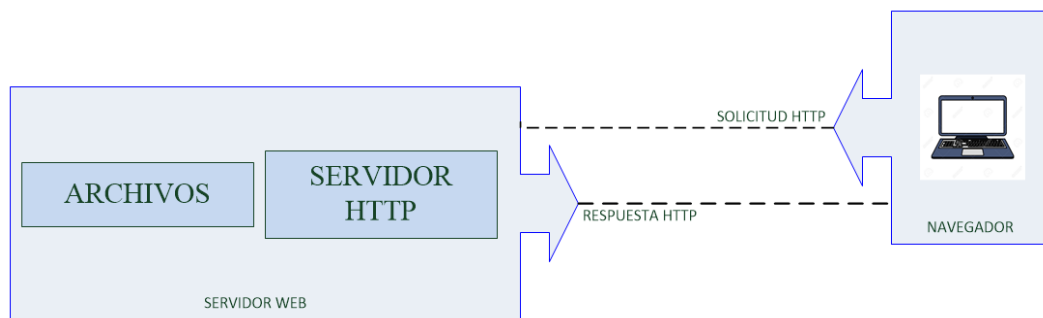 SOLICITUD HTTP
ARCHIVOS
SERVIDOR
HTTP
RESPUESTA HTTP
NAVEGADOR
SERVIDOR WEB